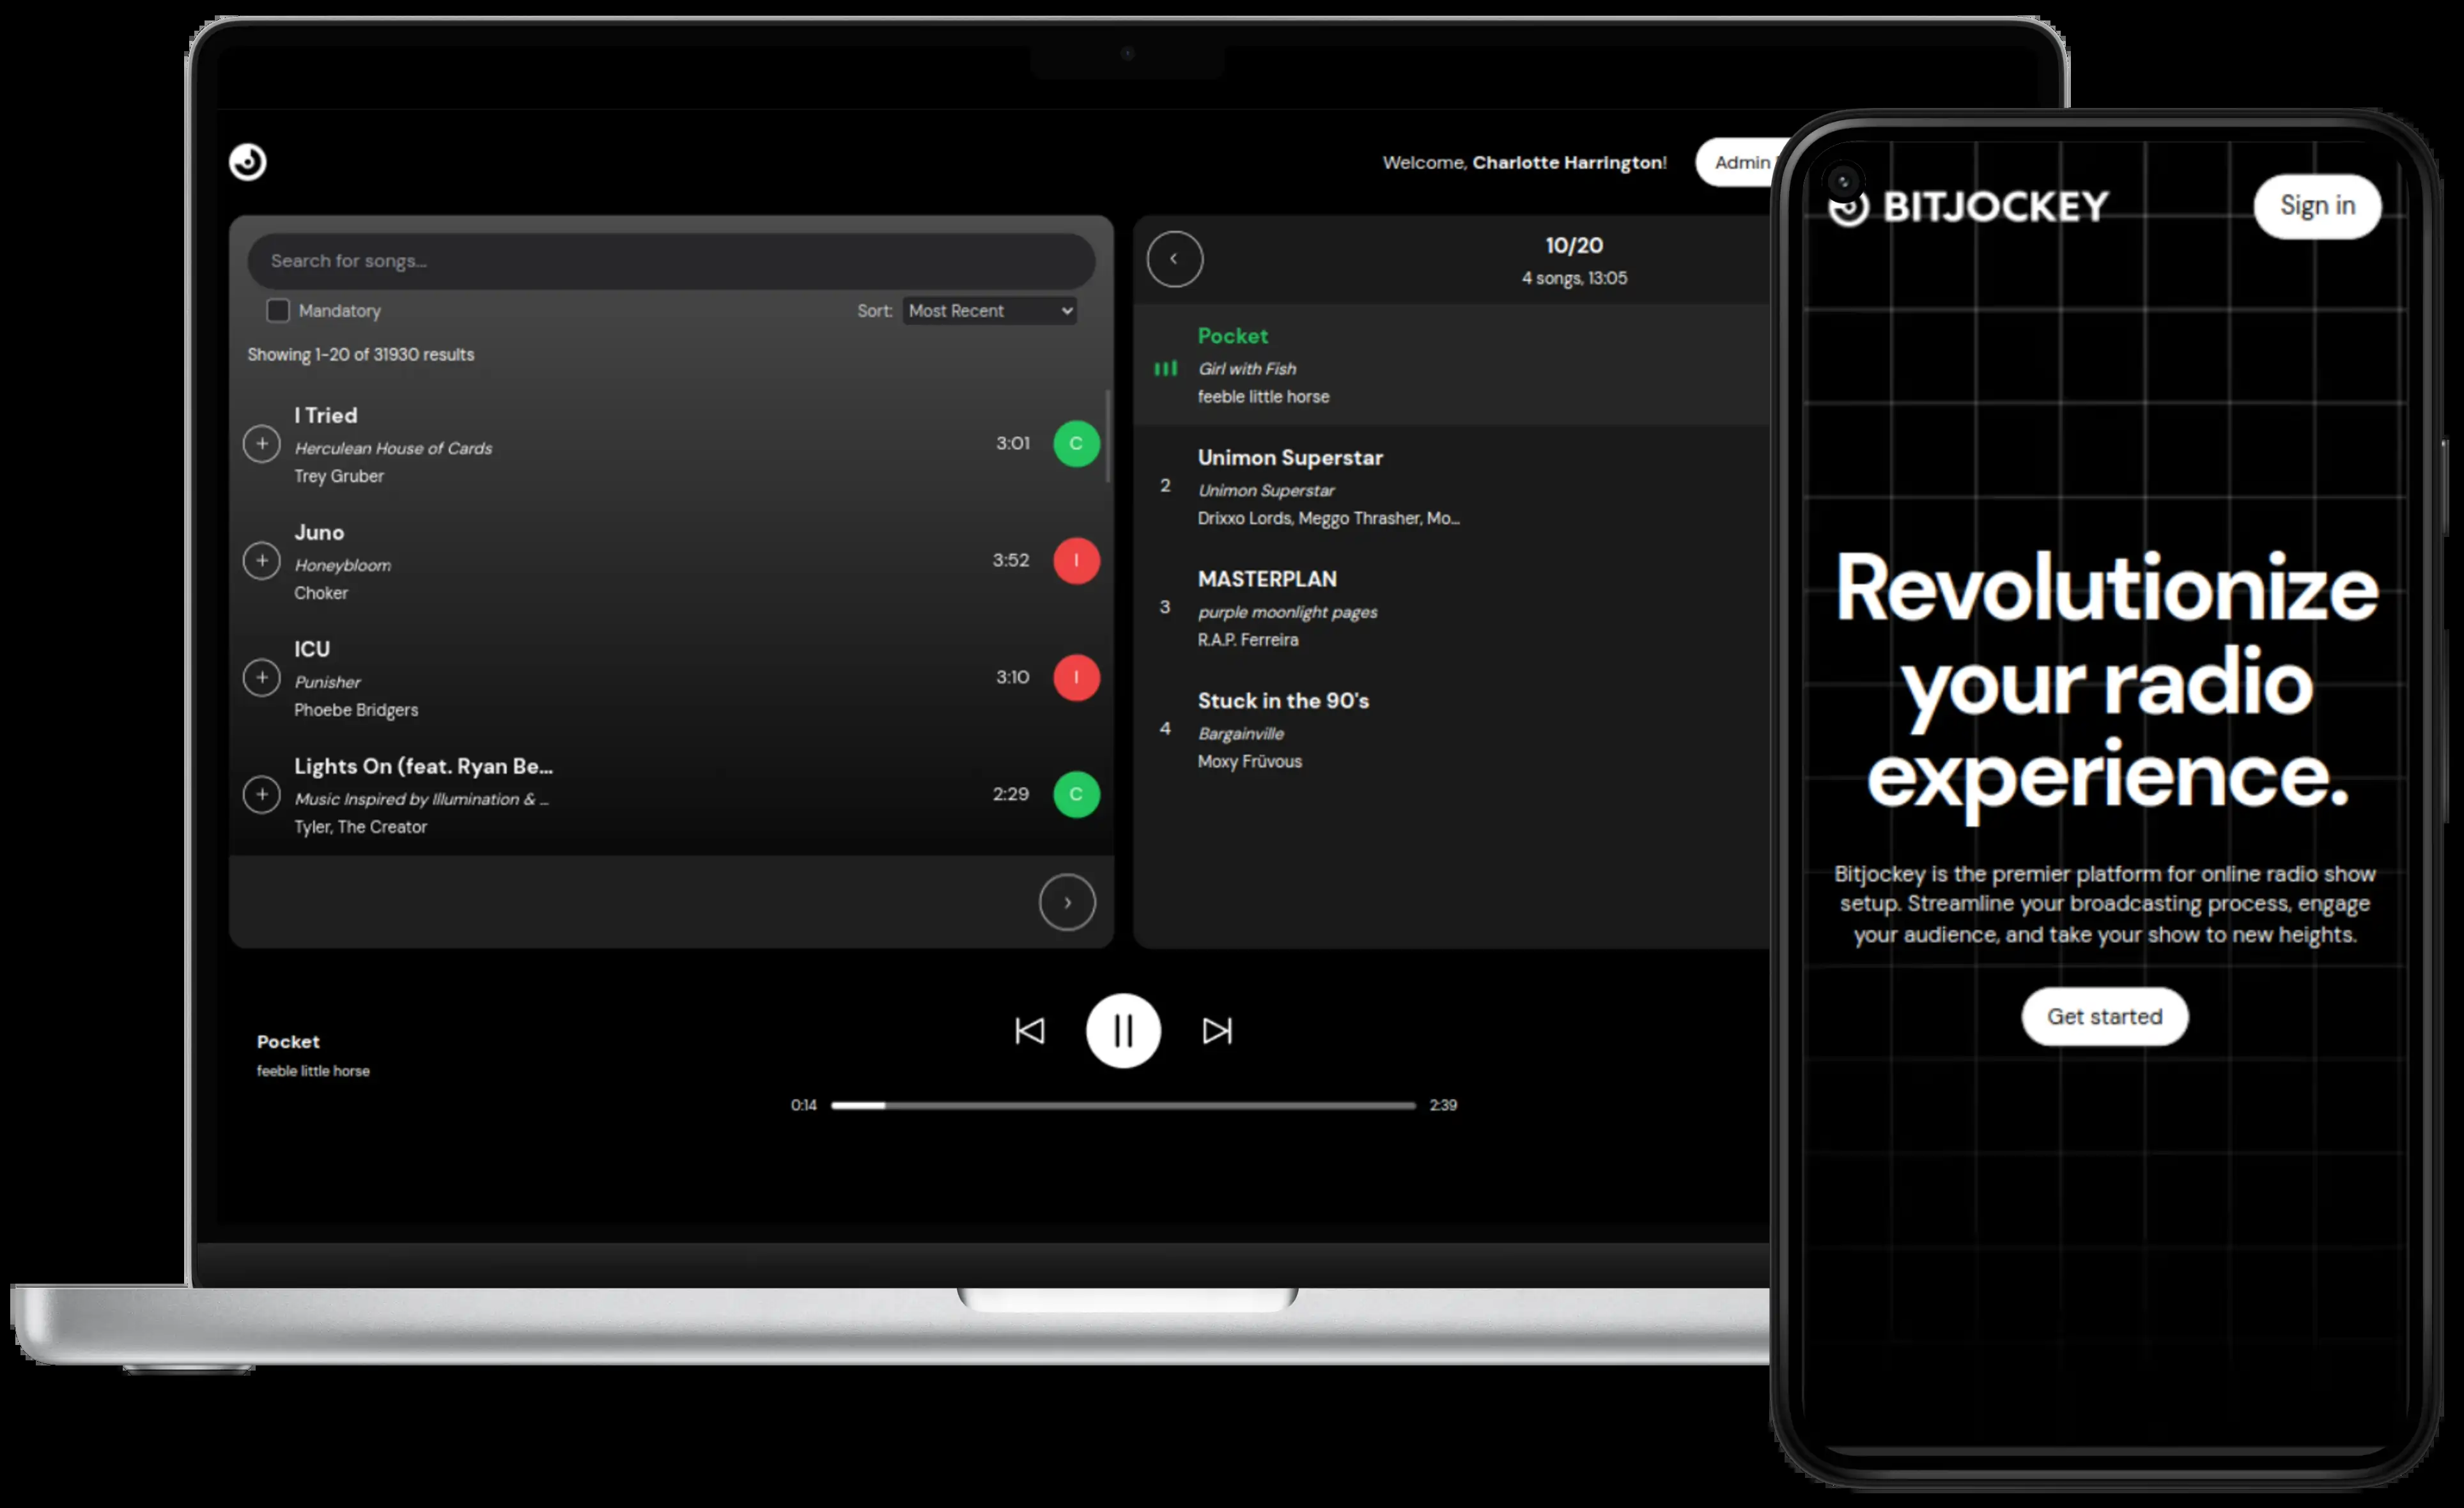 Welcome, Charlotte Harrington!
Admin
Search for songs...
Mandatory
Sort: Most Recent
Showing 1-20 of 31930 results
I Tried
Herculean House of Cards
Trey Gruber
3:01
C
Juno
Honeybloom
Choker
3:52
I
ICU
Punisher
Phoebe Bridgers
3:10
I
Lights On (feat. Ryan Be...
Music Inspired by Illumination & ...
Tyler, The Creator
2:29
C
10/20
4 songs, 13:05
Pocket
Girl with Fish
feeble little horse
2
Unimon Superstar
Unimon Superstar
Drixxo Lords, Meggo Thrasher, Mo...
3
MASTERPLAN
purple moonlight pages
R.A.P. Ferreira
4
Stuck in the 90's
Bargainville
Moxy Früvous
Pocket
feeble little horse
0:14
2:39
BITJOCKEY
Sign in
Revolutionize
your radio
experience.
Bitjockey is the premier platform for online radio show
setup. Streamline your broadcasting process, engage
your audience, and take your show to new heights.
Get started